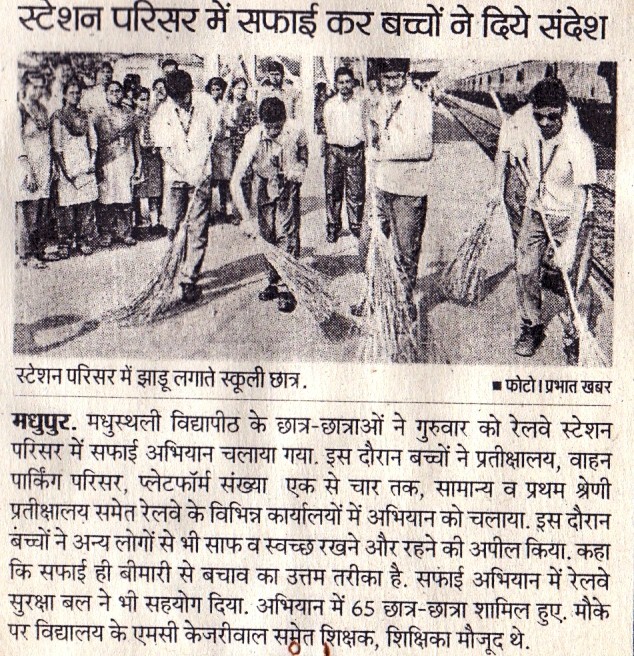 स्टेशन परिसर में सफाई कर बच्चों ने दिये संदेश
स्टेशन परिसर में झाडू लगाते स्कूली छात्र.
■ फोटो। प्रभात खबर
मधुपुर. मधुस्थली विद्यापीठ के छात्र-छात्राओं ने गुरुवार को रेलवे स्टेशन
परिसर में सफाई अभियान चलाया गया. इस दौरान बच्चों ने प्रतीक्षालय, वाहन
पार्किंग परिसर, प्लेटफॉर्म संख्या एक से चार तक, सामान्य व प्रथम श्रेणी
प्रतीक्षालय समेत रेलवे के विभिन्न कार्यालयों में अभियान को चलाया. इस दौरान
बच्चों ने अन्य लोगों से भी साफ व स्वच्छ रखने और रहने की अपील किया. कहा
कि सफाई ही बीमारी से बचाव का उत्तम तरीका है. सफाई अभियान में रेलवे
सुरक्षा बल ने भी सहयोग दिया. अभियान में 65 छात्र-छात्रा शामिल हुए. मौके
पर विद्यालय के एमसी केजरीवाल समेत शिक्षक, शिक्षिका मौजूद थे.